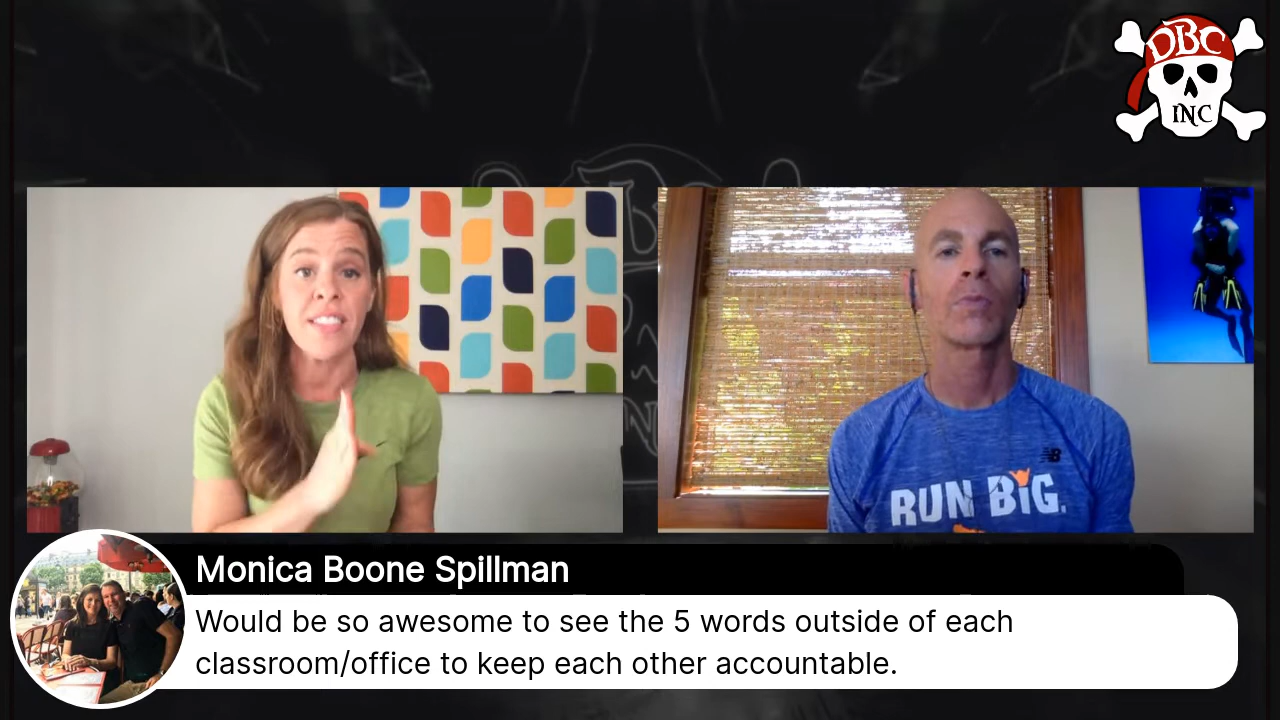 DBC
INC
RUN BIG.
NB
Monica Boone Spillman
Would be so awesome to see the 5 words outside of each
classroom/office to keep each other accountable.